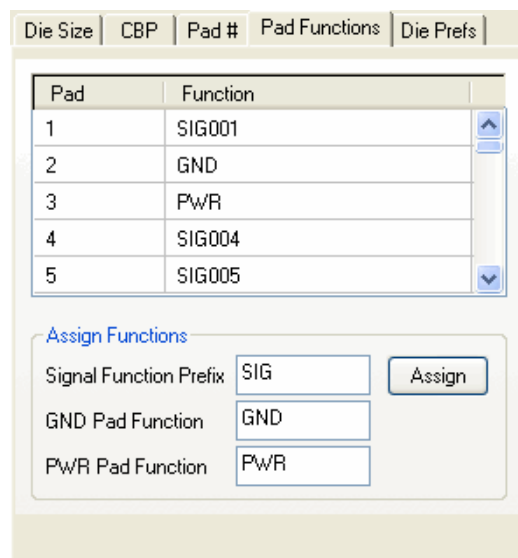 Die Size CBP Pad # Pad Functions Die Prefs
Pad Function
1 SIG001
2 GND
3 PWR
4 SIG004
5 SIG005
Assign Functions
Signal Function Prefix SIG Assign
GND Pad Function GND
PWR Pad Function PWR